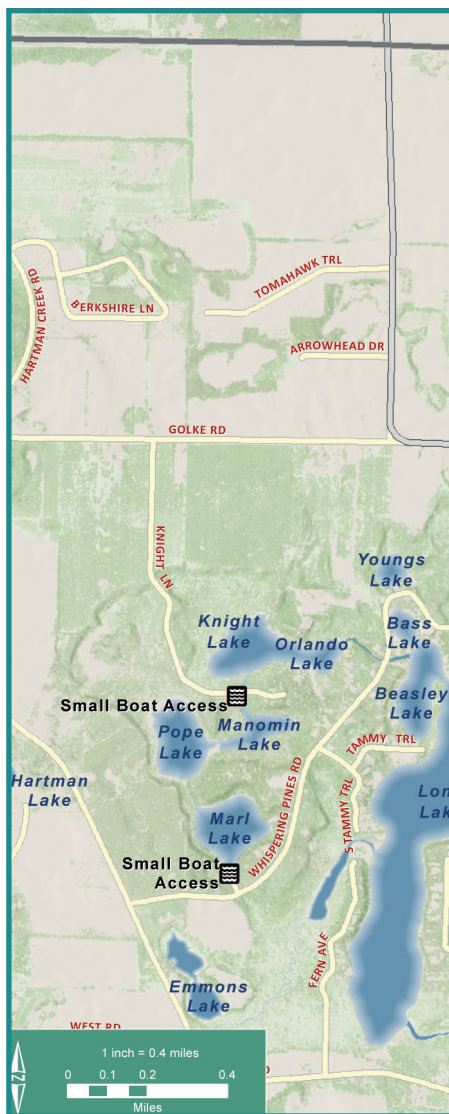 TOMAHAWK TRL
HARTMAN CREEK RD
BERKSHIRE LN
ARROWHEAD DR
GOLKE RD
KNIGHT LN
Youngs
Lake
Knight
Lake
Orlando
Lake
Bass
Lake
Small Boat Access
Beasley
Lake
Pope
Lake
Manomin
Lake
TAMMY TRL
Hartman
Lake
S TAMMY TRL
WHISPERING PINES RD
Marl
Lake
Small Boat
Access
FERN AVE
Emmons
Lake
WEST RD
1 inch = 0.4 miles
0 0.1 0.2 0.4
Miles
N